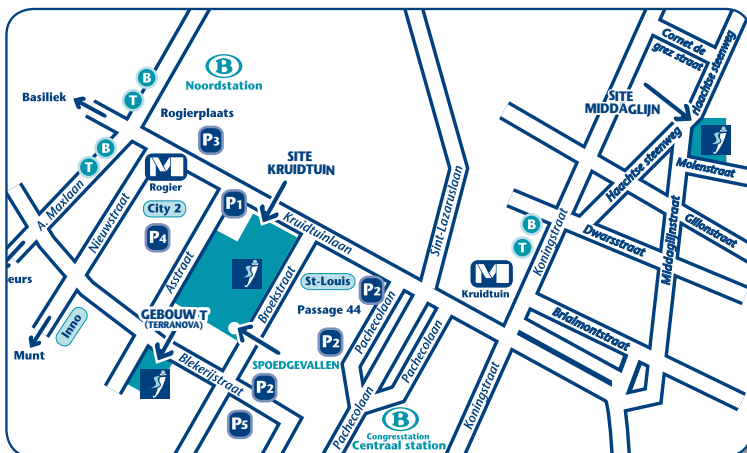 Cornet de
grez straat
Haachtse steenweg
B
Noordstation
B
T
Basiliek
Rogierplaats
P3
SITE
MIDDAGLIJN
SITE
KRUIDTUIN
B
T
M
Rogier
Haachtse steenweg
Molenstraat
A. Maxlaan
Nieuwstraat
City 2
P1
Kruidtuinlaan
Sint-Lazaruslaan
Koningstraat
B
T
Dwarsstraat
Gillonstraat
Middaglijnstraat
P4
Asstraat
M
Kruidtuin
eurs
St-Louis
P2
Broekstraat
Passage 44
Pachecolaan
GEBOUW T
(TERRANOVA)
Inno
Munt
P2
Brialmontstraat
SPOEDGEVALLEN
Blekerijstraat
P2
Pachecolaan
P5
Pachecolaan
B
Congresstation
Centraal station
Koningstraat